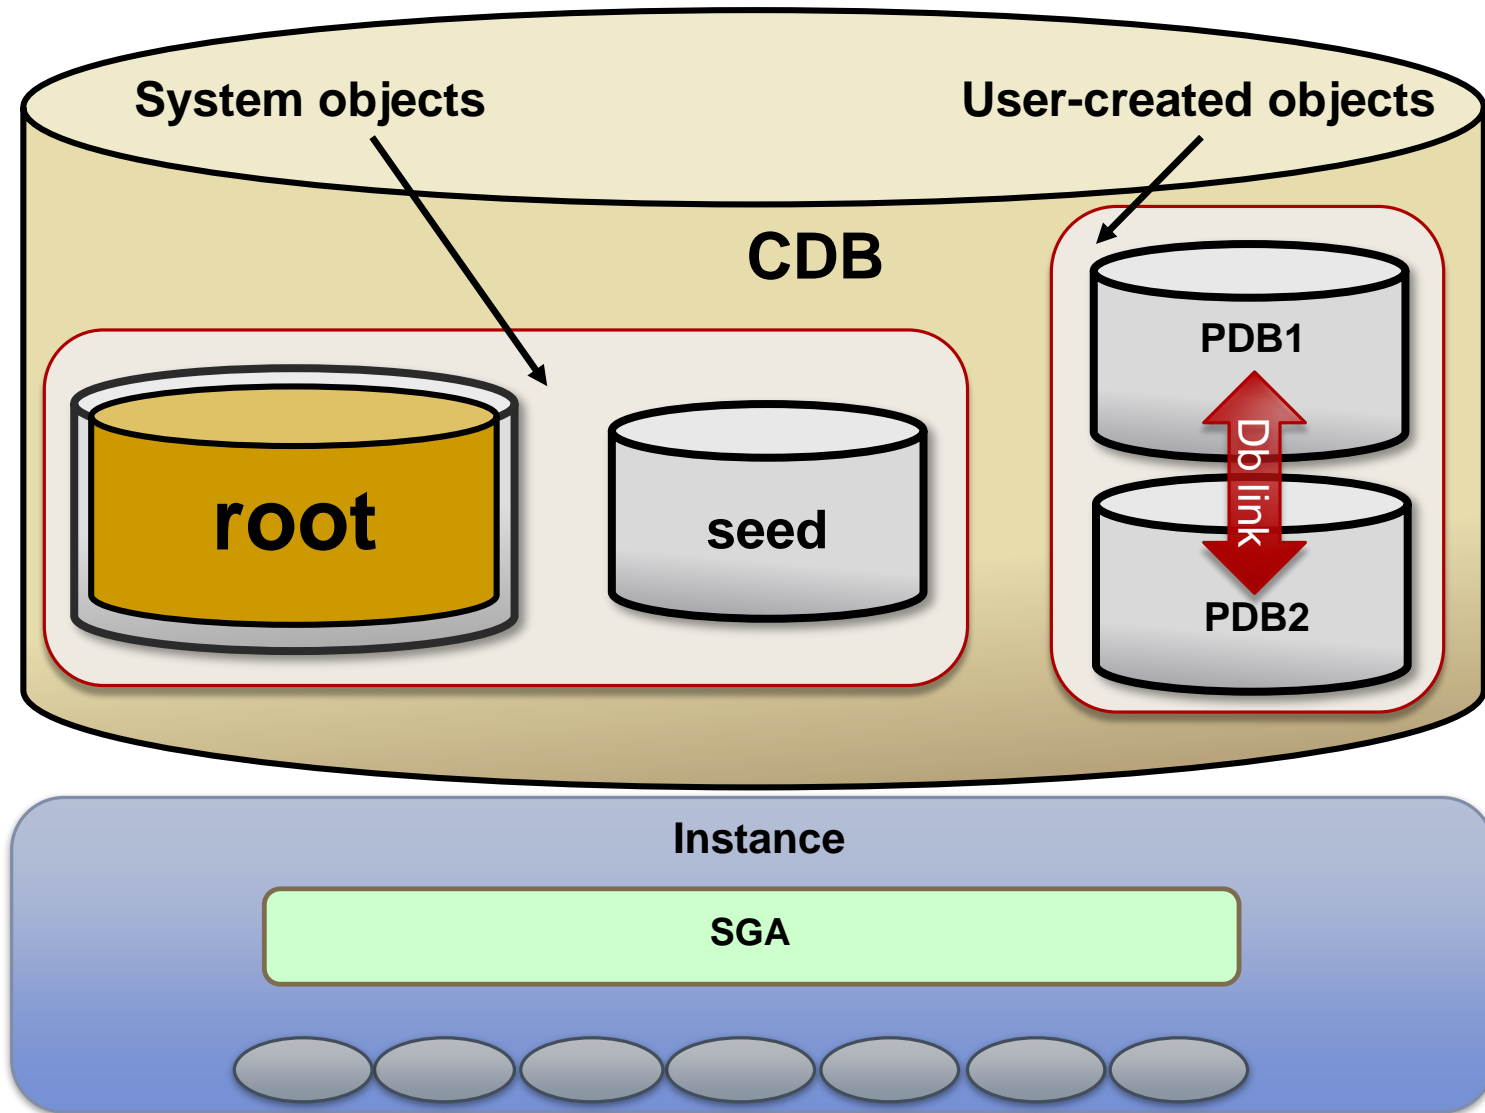 System objects
User-created objects
CDB
PDB1
Db link
PDB2
root
seed
Instance
SGA